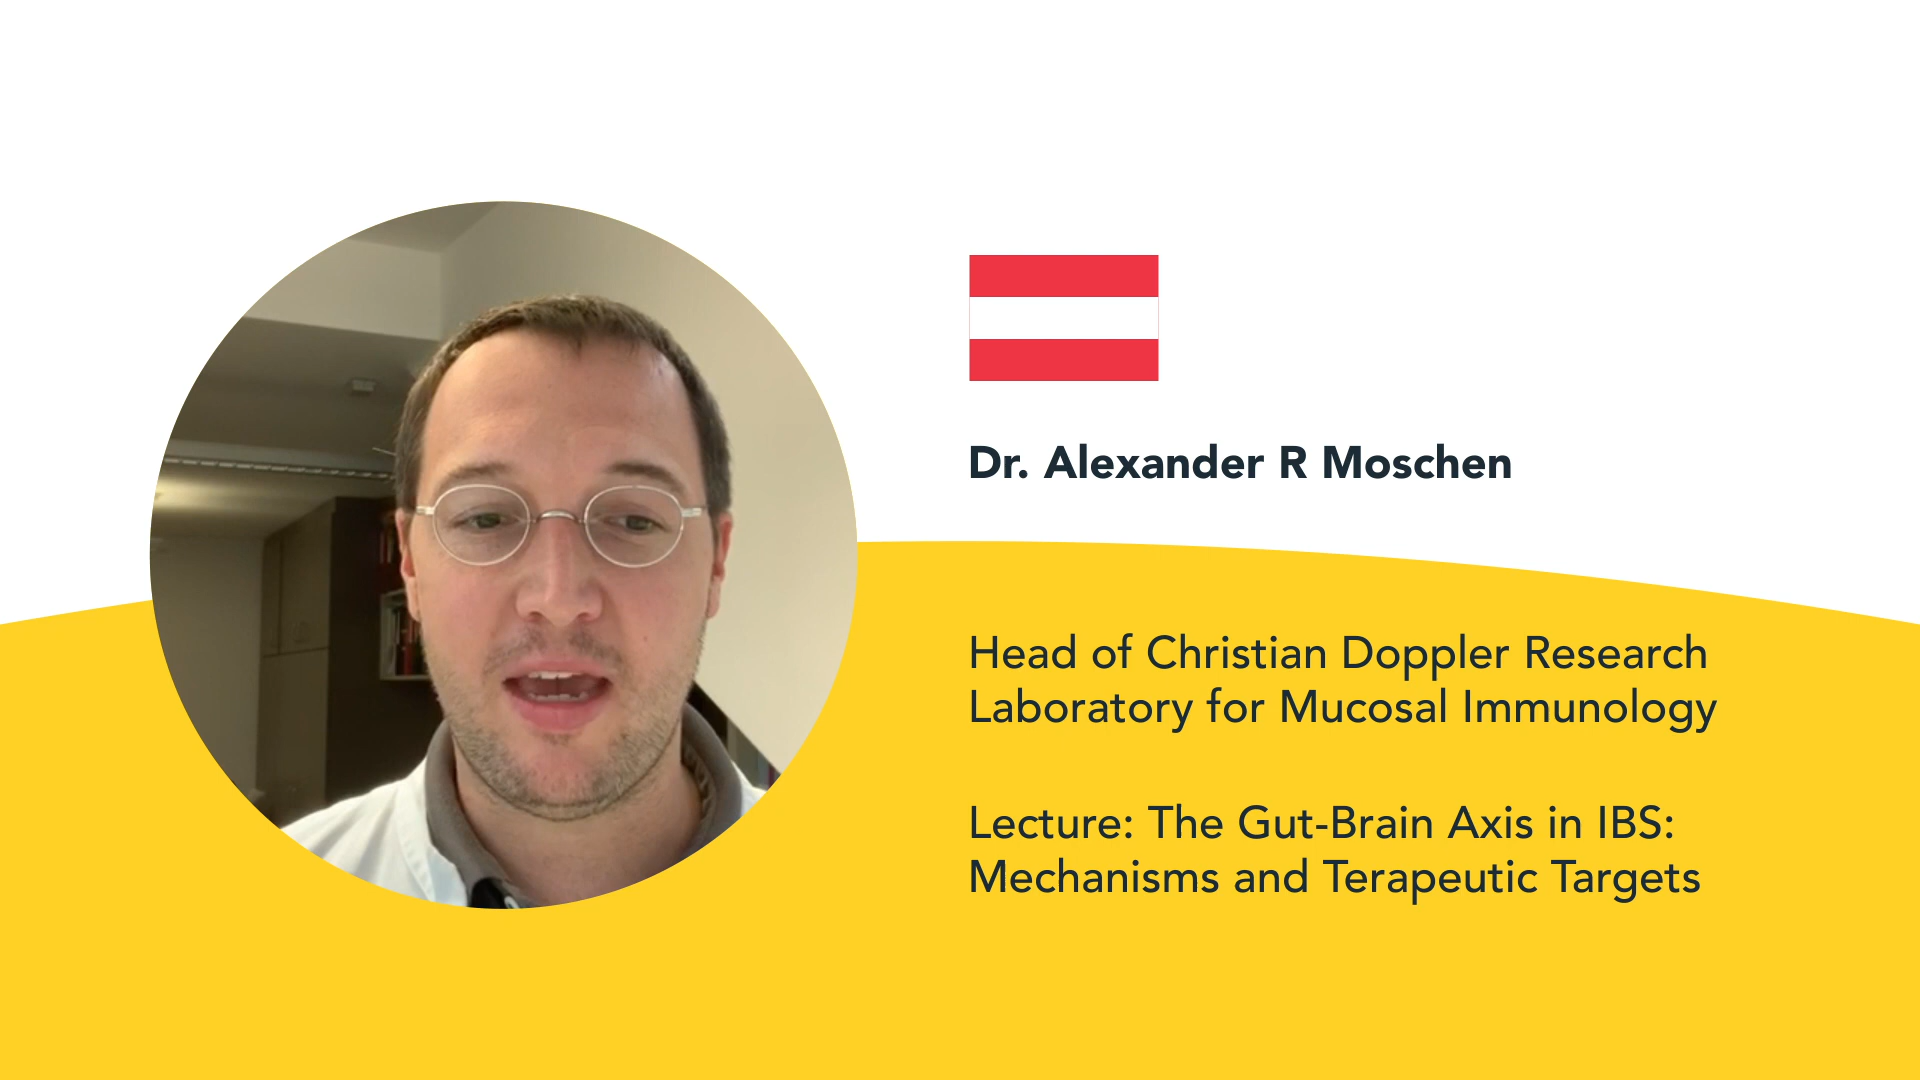 Dr. Alexander R Moschen
Head of Christian Doppler Research
Laboratory for Mucosal Immunology
Lecture: The Gut-Brain Axis in IBS:
Mechanisms and Terapeutic Targets